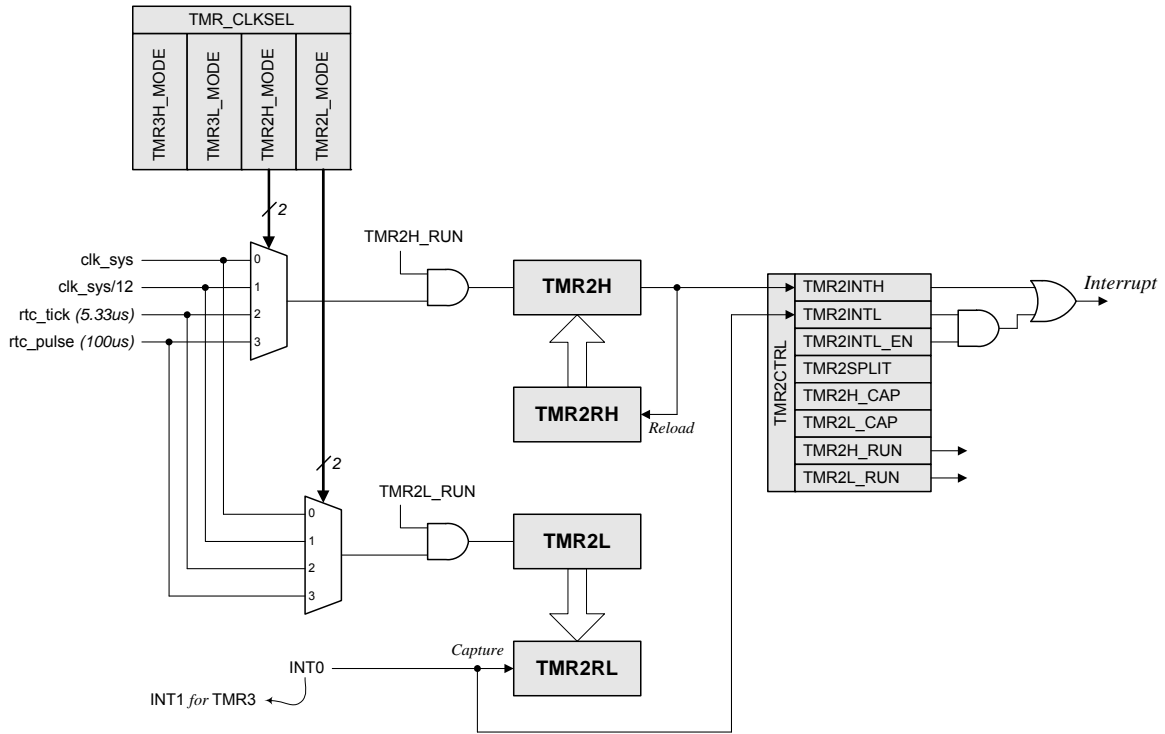 TMR_CLKSEL
TMR3H_MODE
TMR3L_MODE
TMR2H_MODE
TMR2L_MODE
2
TMR2H_RUN
clk_sys
clk_sys/12
rtc_tick (5.33us)
rtc_pulse (100us)
0
1
2
3
TMR2H
TMR2RH
Reload
TMR2CTRL
TMR2INTH
TMR2INTL
TMR2INTL_EN
TMR2SPLIT
TMR2H_CAP
TMR2L_CAP
TMR2H_RUN
TMR2L_RUN
Interrupt
2
TMR2L_RUN
0
1
2
3
TMR2L
TMR2RL
Capture
INT0
INT1 for TMR3